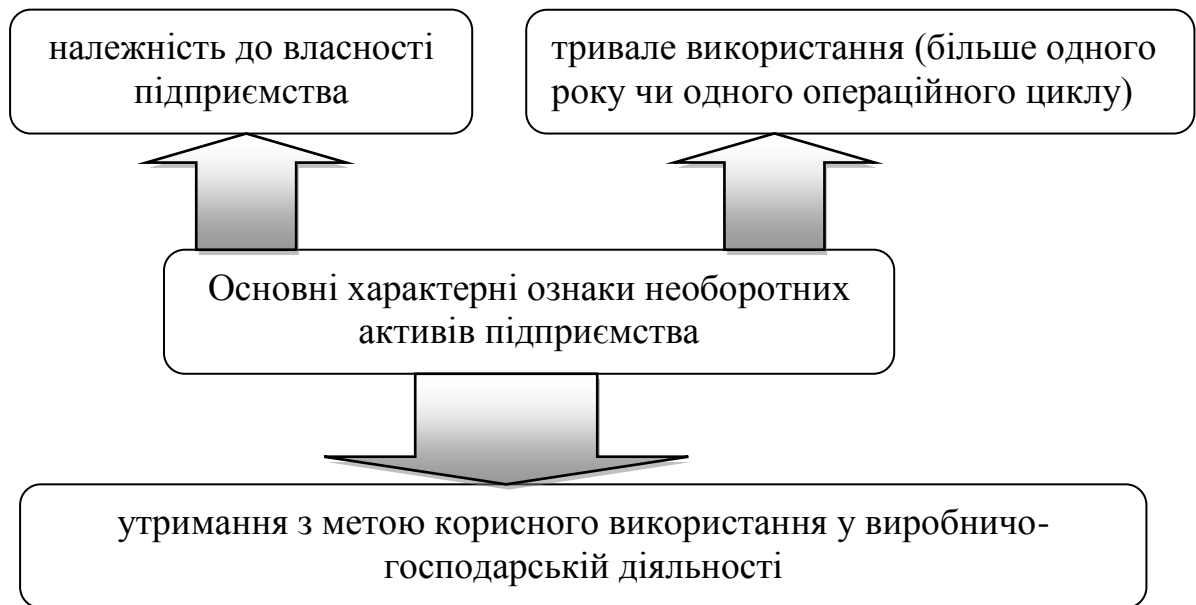 належність до власності
підприємства
тривале використання (більше одного
року чи одного операційного циклу)
Основні характерні ознаки необоротних
активів підприємства
утримання з метою корисного використання у виробничо-
господарській діяльності